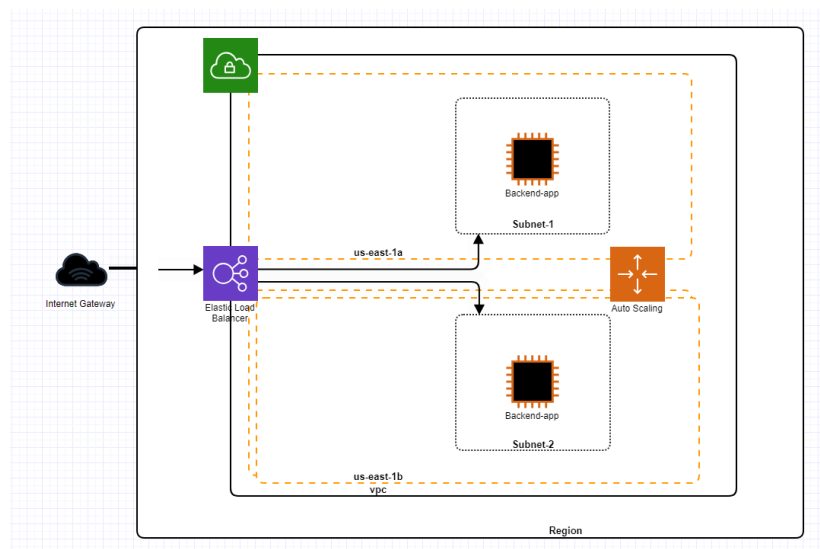 Backend-app
Subnet-1
us-east-1a
Internet Gateway
Elastic Load
Balancer
Auto Scaling
Backend-app
Subnet-2
us-east-1b
vpc
Region